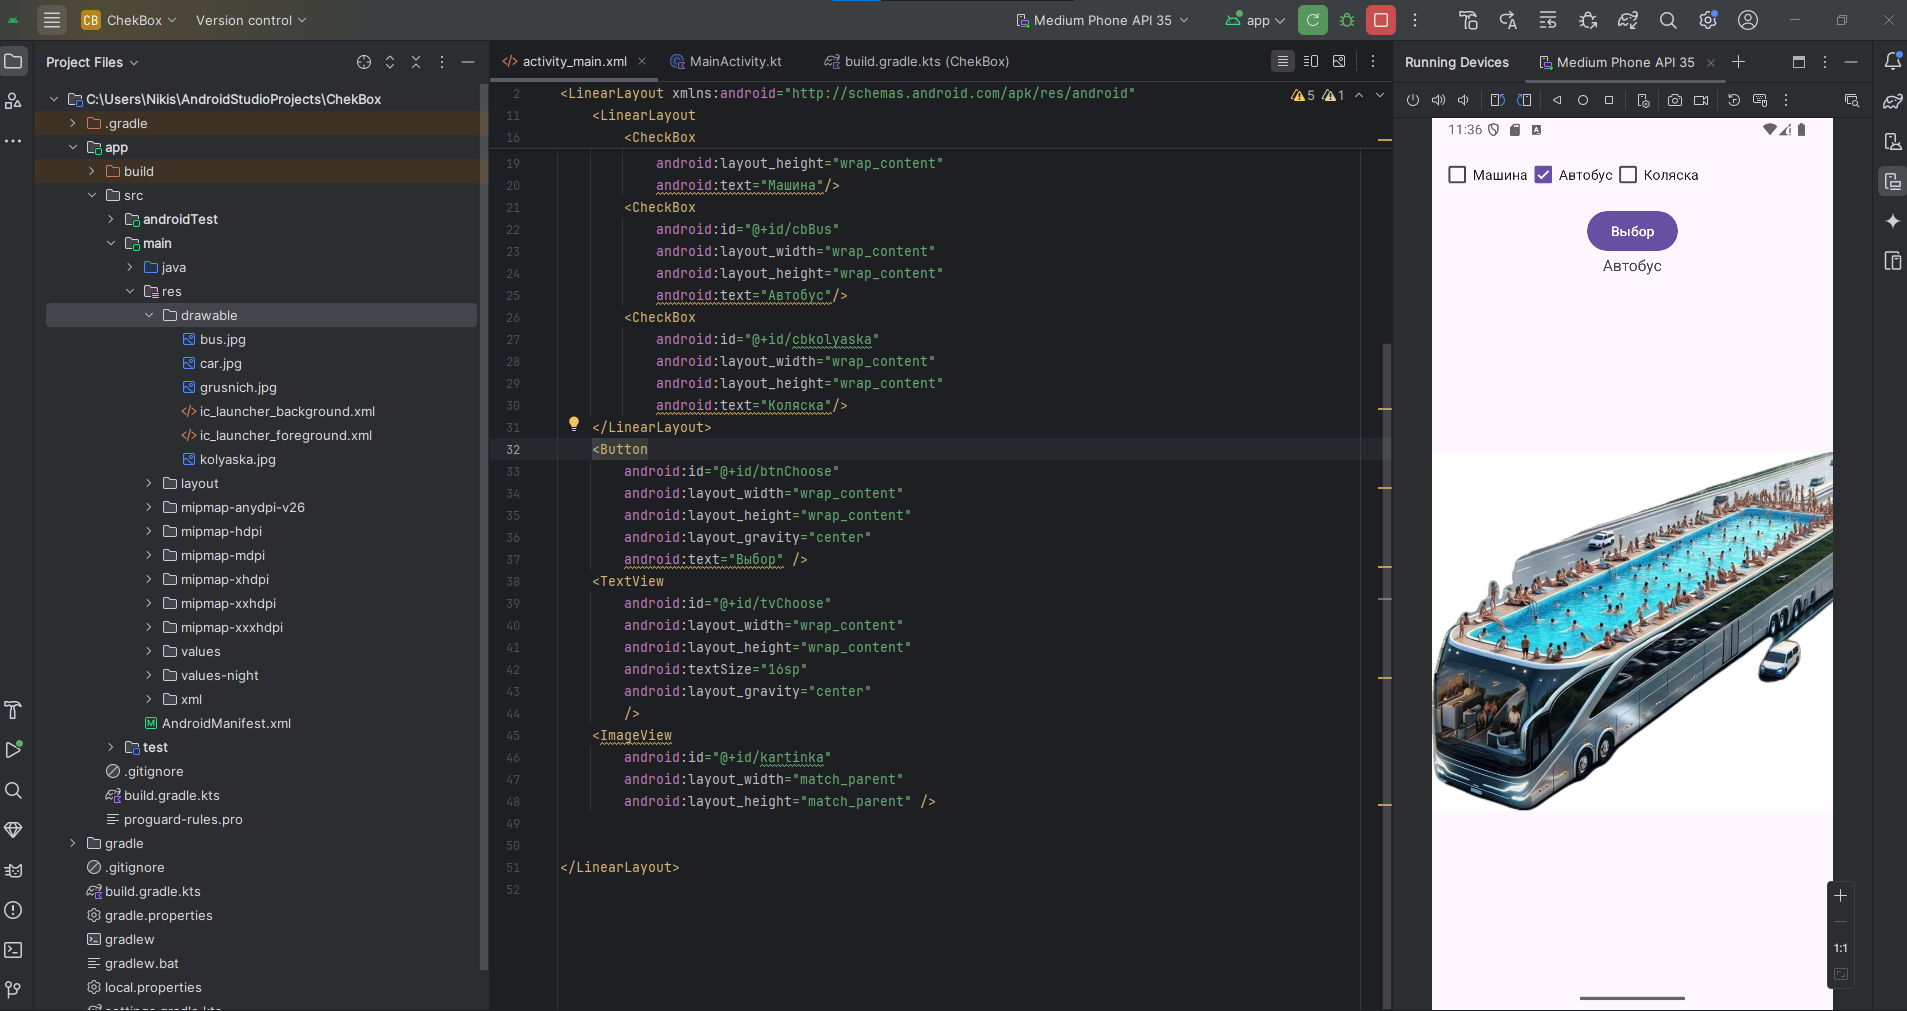 CB ChekBox Version control Medium Phone API 35 app
Project Files
C:\Users\Nikis\AndroidStudioProjects\ChekBox
.gradle
app
build
src
androidTest
main
java
res
drawable
bus.jpg
car.jpg
grusnich.jpg
ic_launcher_background.xml
ic_launcher_foreground.xml
kolyaska.jpg
layout
mipmap-anydpi-v26
mipmap-hdpi
mipmap-mdpi
mipmap-xhdpi
mipmap-xxhdpi
mipmap-xxxhdpi
values
values-night
xml
AndroidManifest.xml
test
.gitignore
build.gradle.kts
proguard-rules.pro
gradle
.gitignore
build.gradle.kts
gradle.properties
gradlew
gradlew.bat
local.properties
settings.gradle.kts
activity_main.xml MainActivity.kt build.gradle.kts (ChekBox)
5 1
2 <LinearLayout xmlns:android="http://schemas.android.com/apk/res/android"
11 <LinearLayout
16 <CheckBox
19 android:layout_height="wrap_content"
20 android:text="Машина"/>
21 <CheckBox
22 android:id="@+id/cbBus"
23 android:layout_width="wrap_content"
24 android:layout_height="wrap_content"
25 android:text="Автобус"/>
26 <CheckBox
27 android:id="@+id/cbkolyaska"
28 android:layout_width="wrap_content"
29 android:layout_height="wrap_content"
30 android:text="Коляска"/>
31 </LinearLayout>
32 <Button
33 android:id="@+id/btnChoose"
34 android:layout_width="wrap_content"
35 android:layout_height="wrap_content"
36 android:layout_gravity="center"
37 android:text="Выбор" />
38 <TextView
39 android:id="@+id/tvChoose"
40 android:layout_width="wrap_content"
41 android:layout_height="wrap_content"
42 android:textSize="16sp"
43 android:layout_gravity="center"
44 />
45 <ImageView
46 android:id="@+id/kartinka"
47 android:layout_width="match_parent"
48 android:layout_height="match_parent" />
49
50
51 </LinearLayout>
52
Running Devices Medium Phone API 35
11:36
Машина Автобус Коляска
Выбор
Автобус
1:1